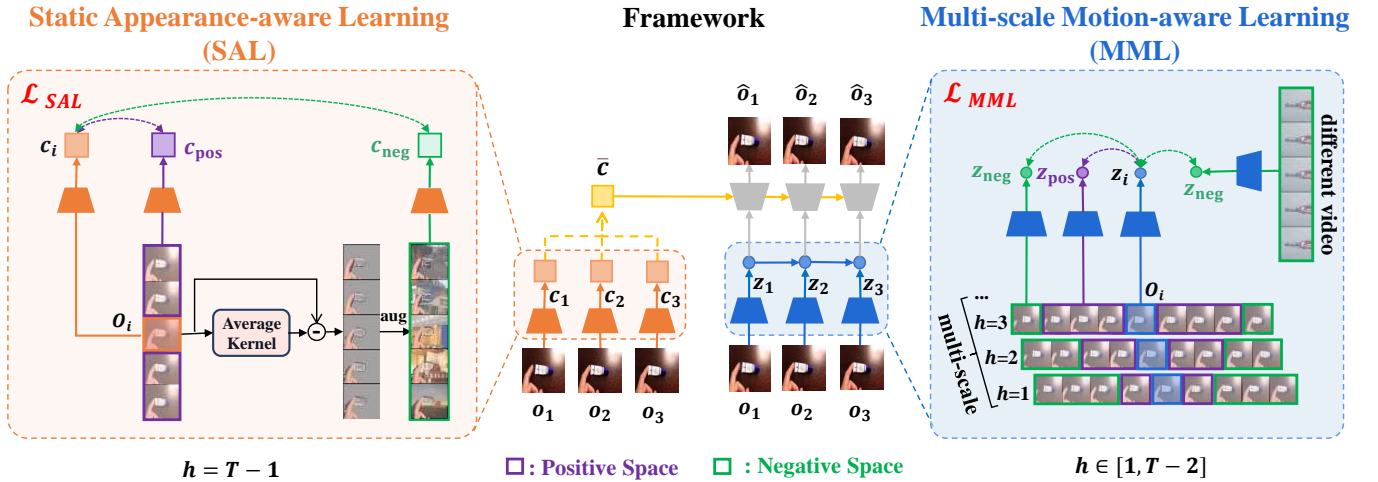 Static Appearance-aware Learning
(SAL)
Framework
Multi-scale Motion-aware Learning
(MML)
ℒ SAL
c_i
c_pos
c_neg
O_i
Average
Kernel
aug
h = T − 1
ô_1 ô_2 ô_3
c̄
c_1 c_2 c_3
z_1 z_2 z_3
o_1 o_2 o_3 o_1 o_2 o_3
: Positive Space : Negative Space
ℒ MML
different video
z_neg z_pos z_i z_neg
O_i
...
h=3
h=2
h=1
multi-scale
h ∈ [1, T − 2]